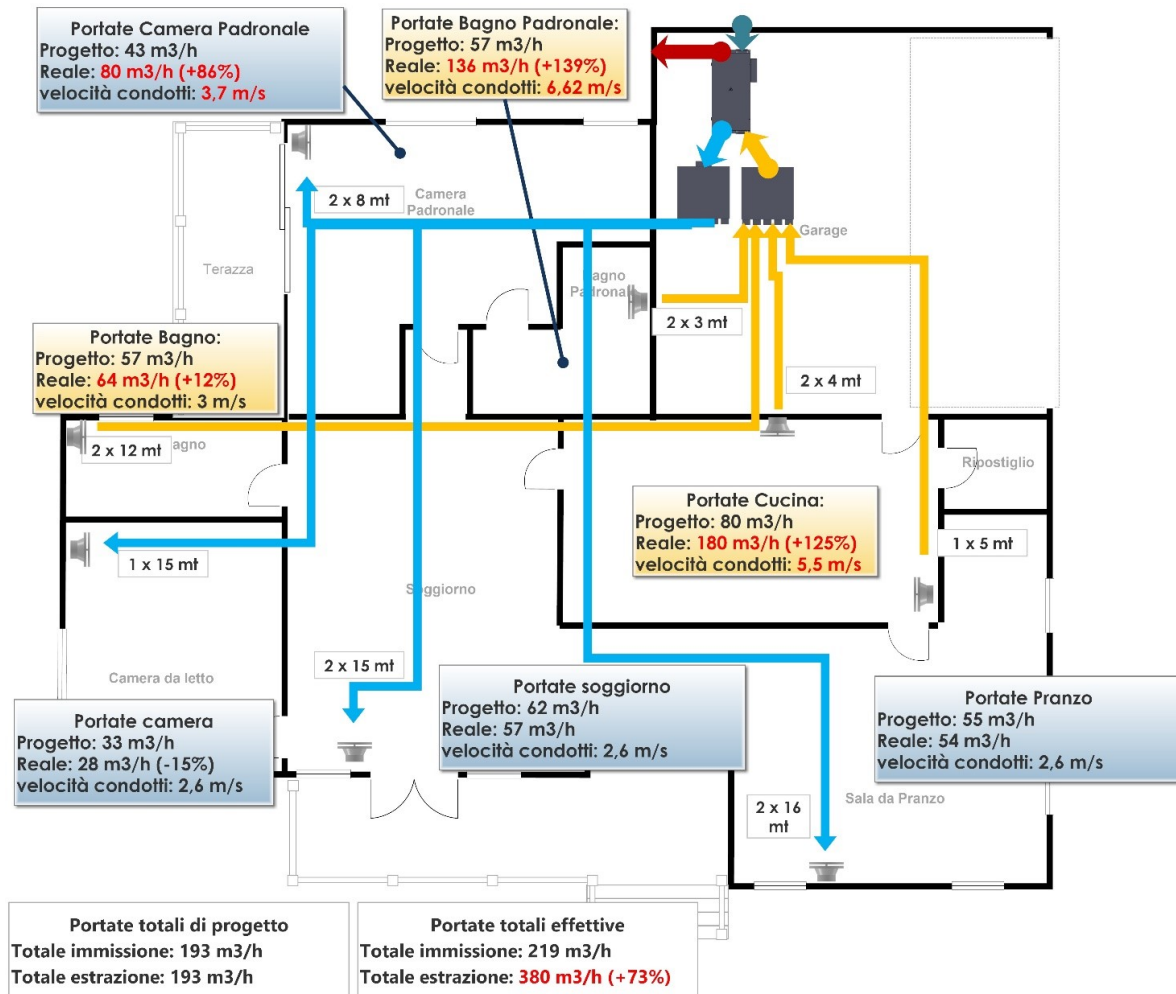 Portate Camera Padronale
Progetto: 43 m3/h
Reale: 80 m3/h (+86%)
velocità condotti: 3,7 m/s
Portate Bagno Padronale:
Progetto: 57 m3/h
Reale: 136 m3/h (+139%)
velocità condotti: 6,62 m/s
2 x 8 mt
Camera
Padronale
Garage
Terazza
agno
Padronal
2 x 3 mt
Portate Bagno:
Progetto: 57 m3/h
Reale: 64 m3/h (+12%)
velocità condotti: 3 m/s
2 x 4 mt
agno
2 x 12 mt
Ripostiglio
Portate Cucina:
Progetto: 80 m3/h
Reale: 180 m3/h (+125%)
velocità condotti: 5,5 m/s
1 x 15 mt
1 x 5 mt
Soggiorno
2 x 15 mt
Camera da letto
Portate camera
Progetto: 33 m3/h
Reale: 28 m3/h (-15%)
velocità condotti: 2,6 m/s
Portate soggiorno
Progetto: 62 m3/h
Reale: 57 m3/h
velocità condotti: 2,6 m/s
Portate Pranzo
Progetto: 55 m3/h
Reale: 54 m3/h
velocità condotti: 2,6 m/s
2 x 16
mt
Sala da Pranzo
Portate totali di progetto
Totale immissione: 193 m3/h
Totale estrazione: 193 m3/h
Portate totali effettive
Totale immissione: 219 m3/h
Totale estrazione: 380 m3/h (+73%)